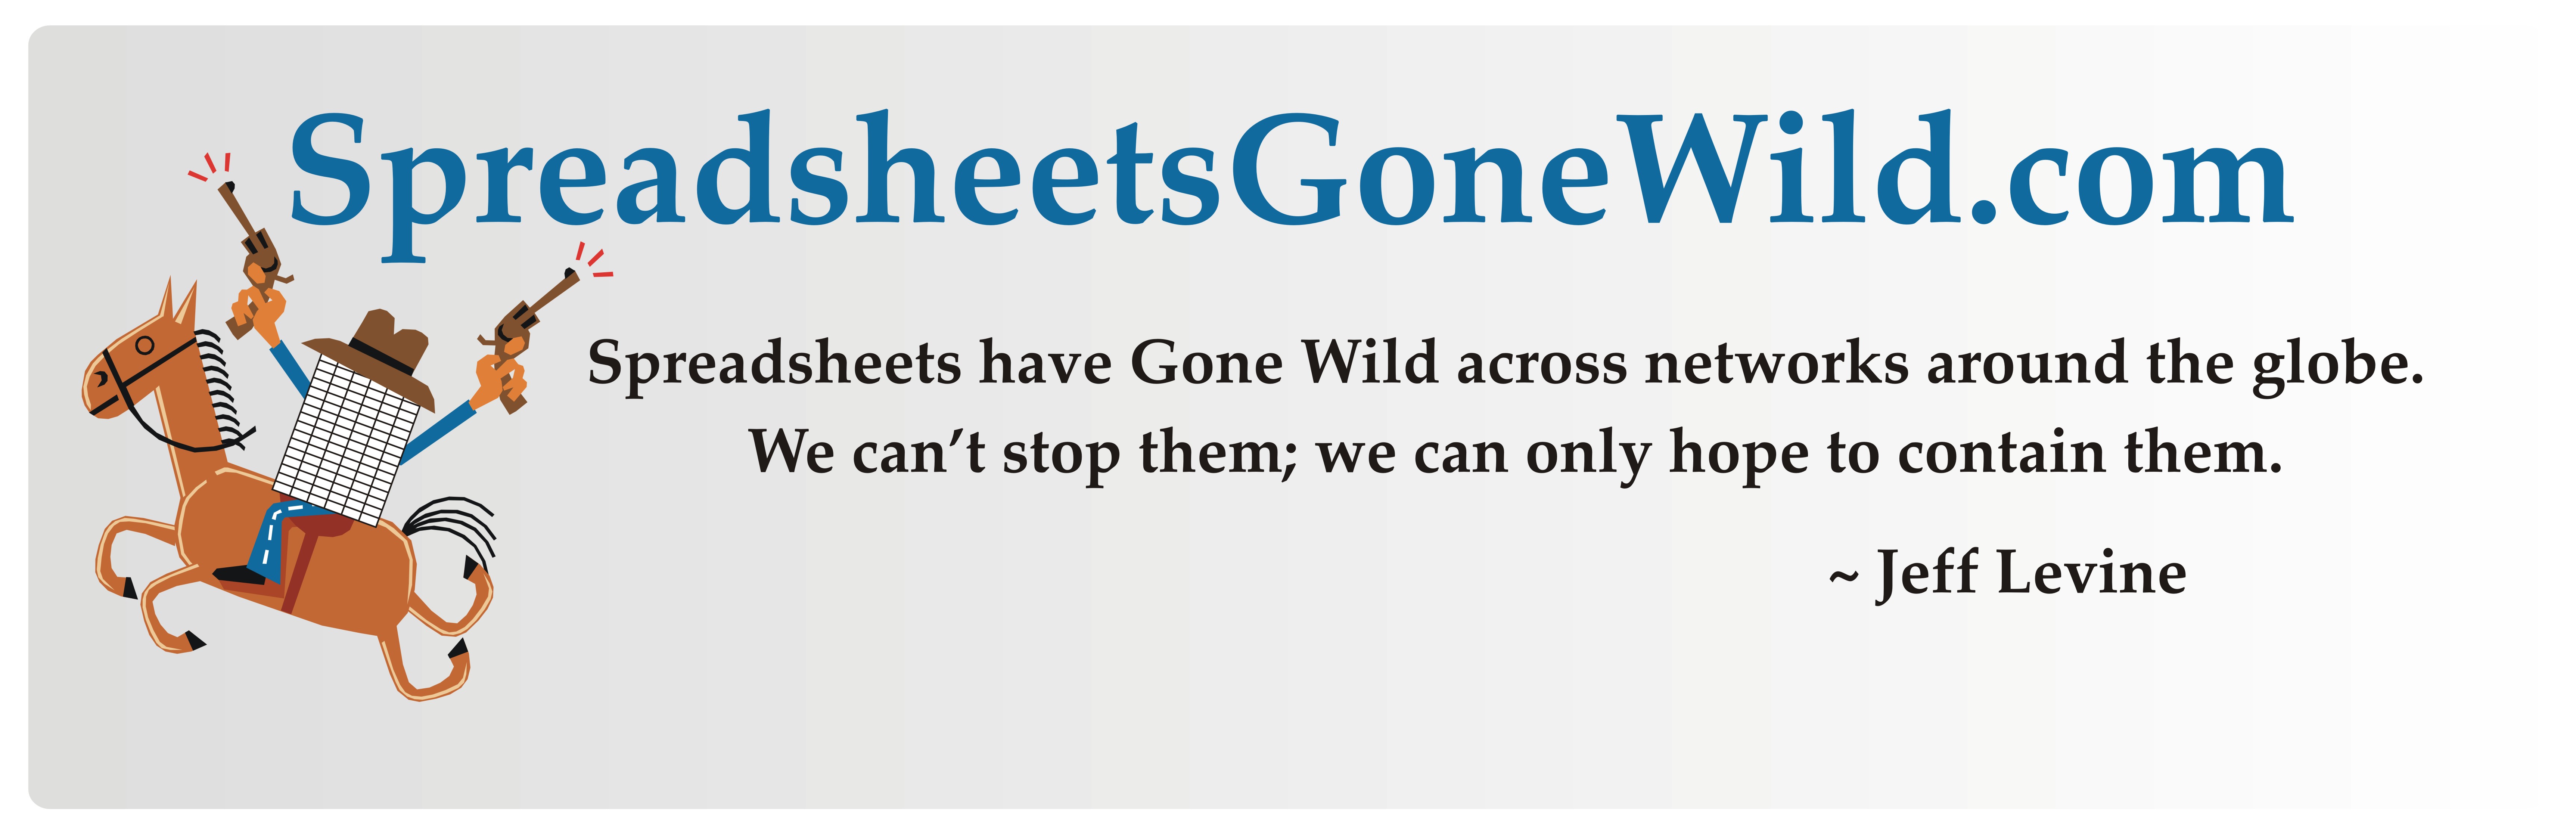 SpreadsheetsGoneWild.com
Spreadsheets have Gone Wild across networks around the globe.
We can’t stop them; we can only hope to contain them.
~ Jeff Levine